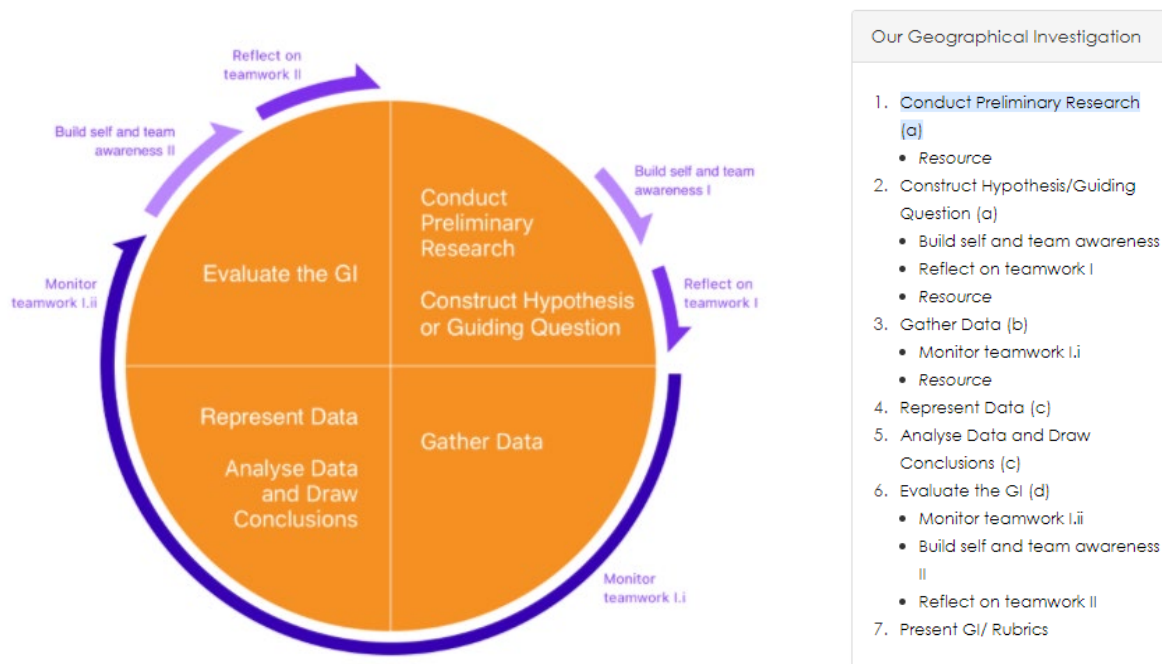 Reflect on
teamwork II
Build self and team
awareness II
Build self and team
awareness I
Conduct
Preliminary
Research
Evaluate the GI
Monitor
teamwork I.ii
Reflect on
teamwork I
Construct Hypothesis
or Guiding Question
Represent Data
Gather Data
Analyse Data
and Draw
Conclusions
Monitor
teamwork I.i
Our Geographical Investigation
1. Conduct Preliminary Research
(a)
• Resource
2. Construct Hypothesis/Guiding
Question (a)
• Build self and team awareness
• Reflect on teamwork I
• Resource
3. Gather Data (b)
• Monitor teamwork I.i
• Resource
4. Represent Data (c)
5. Analyse Data and Draw
Conclusions (c)
6. Evaluate the GI (d)
• Monitor teamwork I.ii
• Build self and team awareness
II
• Reflect on teamwork II
7. Present GI/ Rubrics